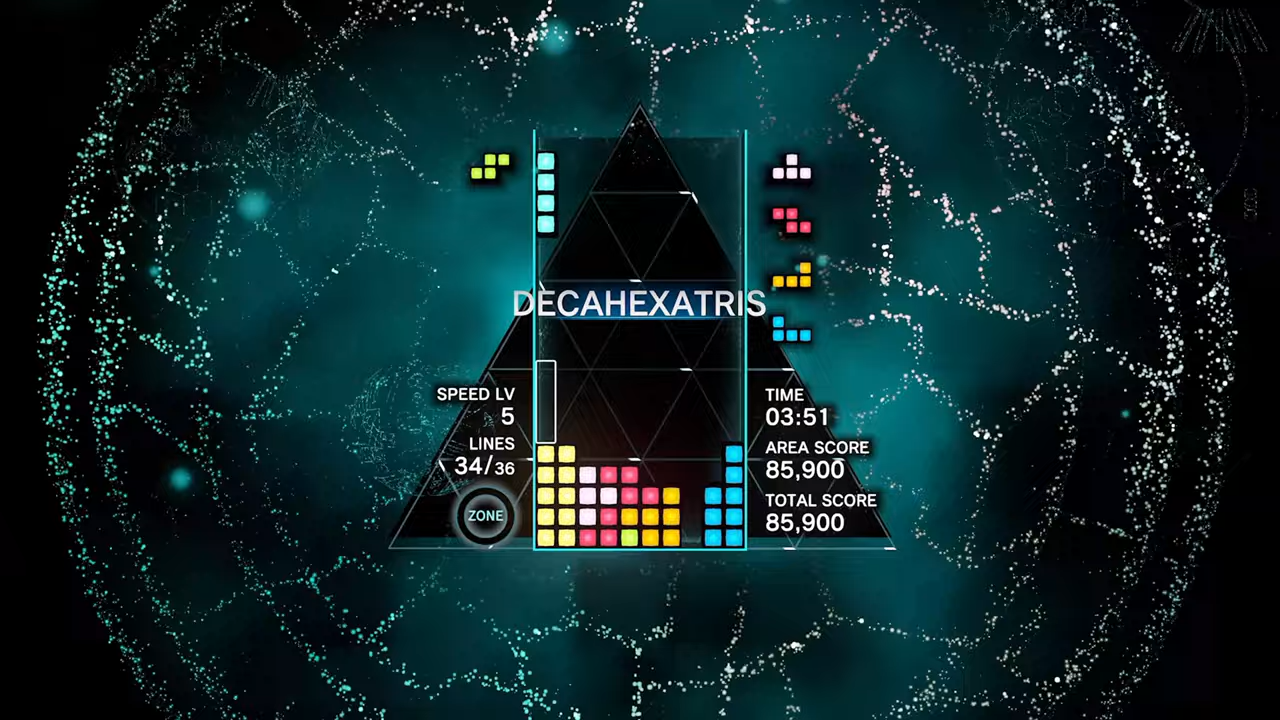 DECAHEXATRIS
SPEED LV
5
LINES
34/36
ZONE
TIME
03:51
AREA SCORE
85,900
TOTAL SCORE
85,900